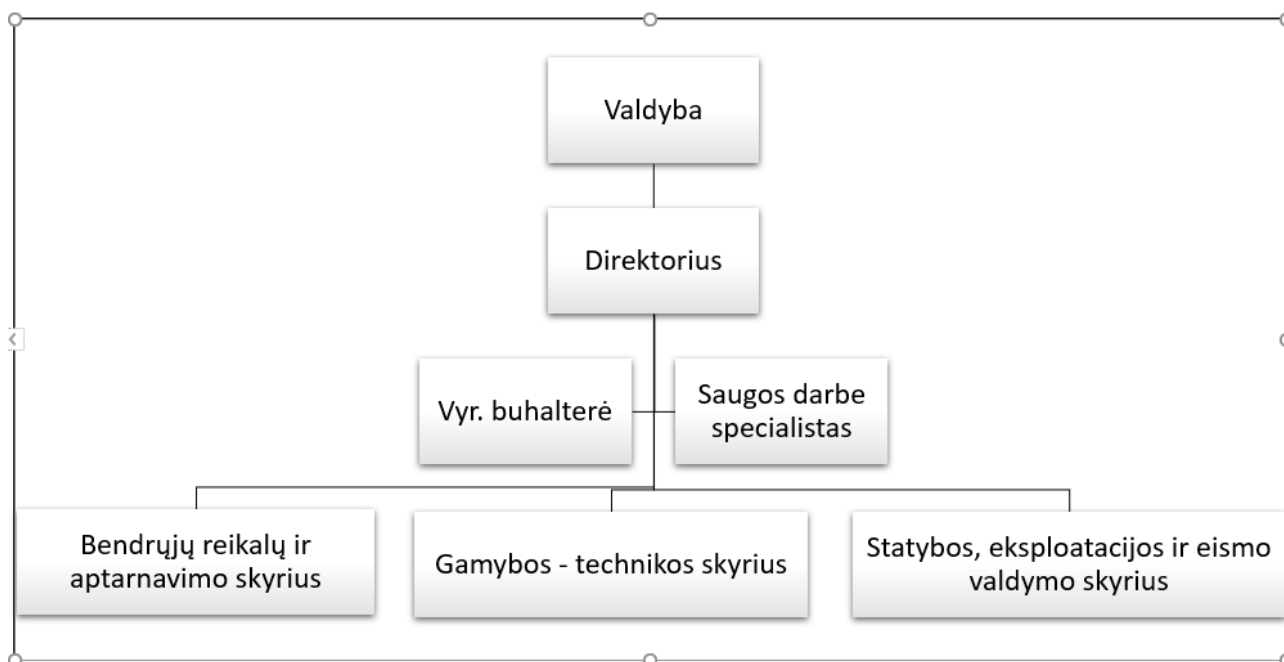 Valdyba
Direktorius
Vyr. buhalterė
Saugos darbe
specialistas
Bendrųjų reikalų ir
aptarnavimo skyrius
Gamybos - technikos skyrius
Statybos, eksploatacijos ir eismo
valdymo skyrius